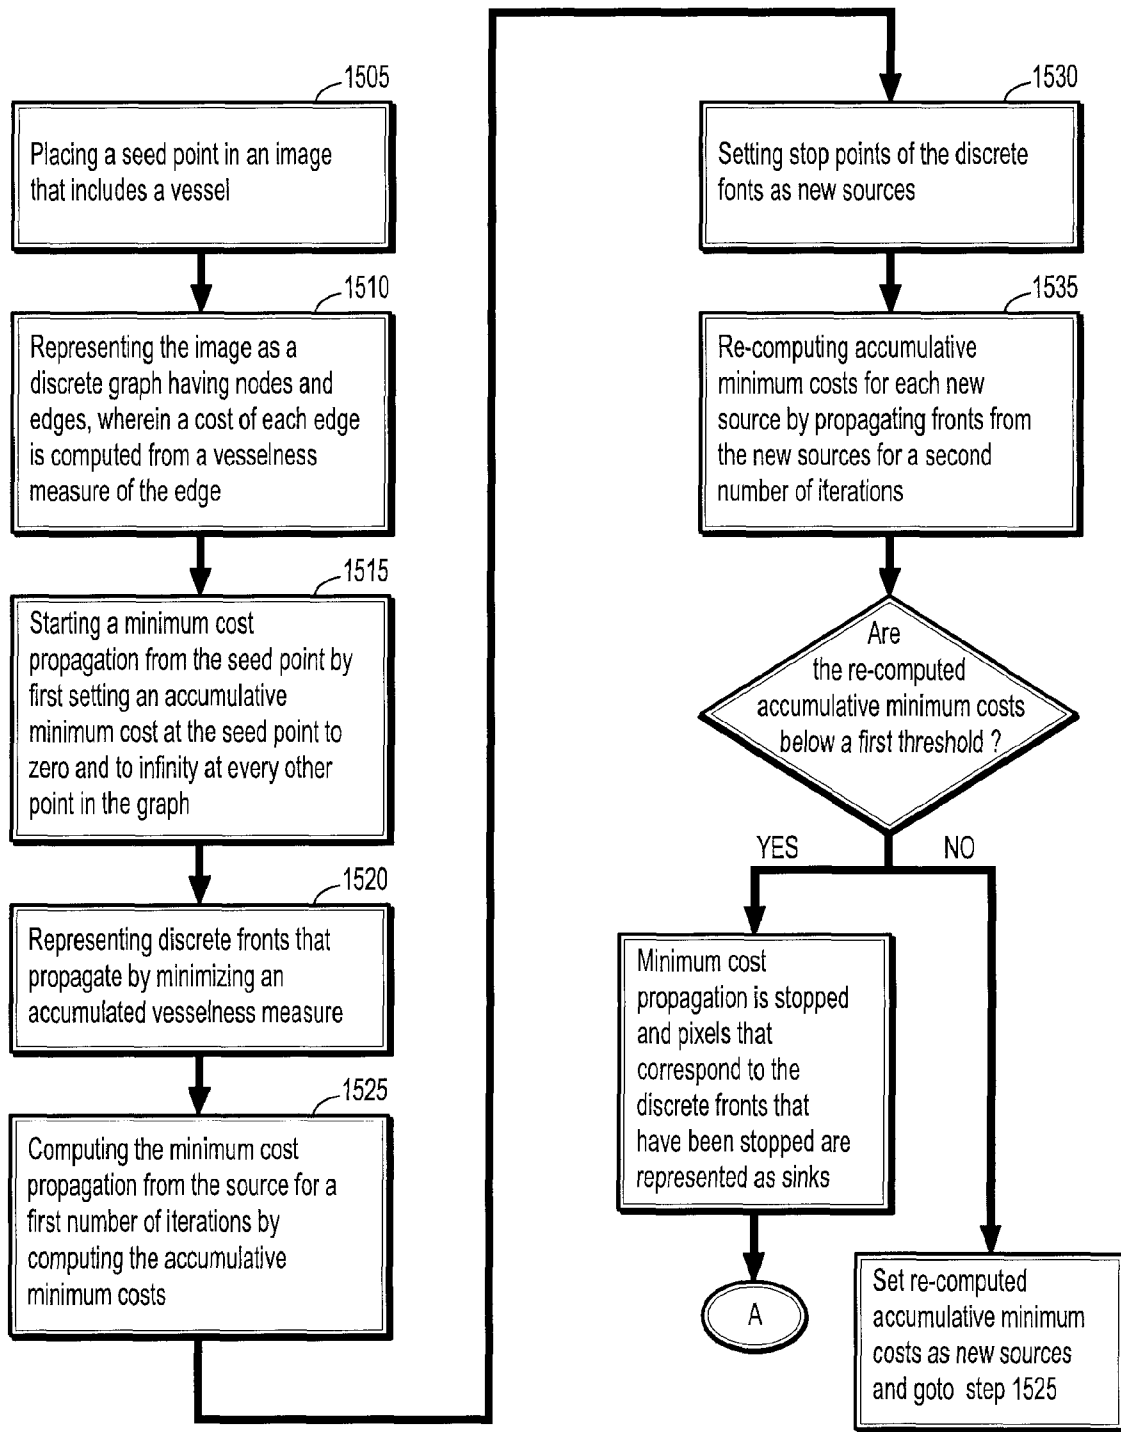 1505
Placing a seed point in an image
that includes a vessel
1510
Representing the image as a
discrete graph having nodes and
edges, wherein a cost of each edge
is computed from a vesselness
measure of the edge
1515
Starting a minimum cost
propagation from the seed point by
first setting an accumulative
minimum cost at the seed point to
zero and to infinity at every other
point in the graph
1520
Representing discrete fronts that
propagate by minimizing an
accumulated vesselness measure
1525
Computing the minimum cost
propagation from the source for a
first number of iterations by
computing the accumulative
minimum costs
1530
Setting stop points of the discrete
fonts as new sources
1535
Re-computing accumulative
minimum costs for each new
source by propagating fronts from
the new sources for a second
number of iterations
Are
the re-computed
accumulative minimum costs
below a first threshold ?
YES
NO
Minimum cost
propagation is stopped
and pixels that
correspond to the
discrete fronts that
have been stopped are
represented as sinks
A
Set re-computed
accumulative minimum
costs as new sources
and goto step 1525